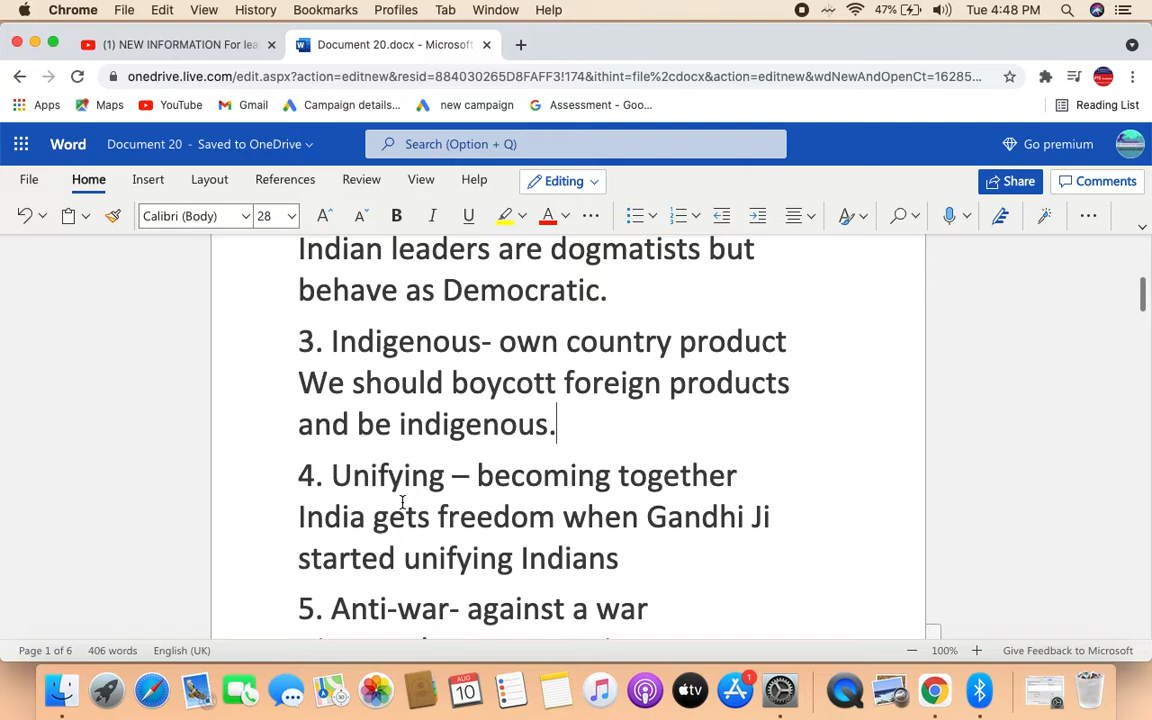 Chrome File Edit View History Bookmarks Profiles Tab Window Help 47% Tue 4:48 PM
(1) NEW INFORMATION For lea Document 20.docx - Microsoft
onedrive.live.com/edit.aspx?action=editnew&resid=884030265D8FAFF3!174&ithint=file%2cdocx&action=editnew&wdNewAndOpenCt=16285...
Apps Maps YouTube Gmail Campaign details... new campaign Assessment - Goo... Reading List
Word Document 20 - Saved to OneDrive Search (Option + Q) Go premium
File Home Insert Layout References Review View Help Editing Share Comments
Calibri (Body) 28 A A B I U A
Indian leaders are dogmatists but
behave as Democratic.
3. Indigenous- own country product
We should boycott foreign products
and be indigenous.
4. Unifying – becoming together
India gets freedom when Gandhi Ji
started unifying Indians
5. Anti-war- against a war
Page 1 of 6 406 words English (UK) 100% Give Feedback to Microsoft
AUG 10 tv 1